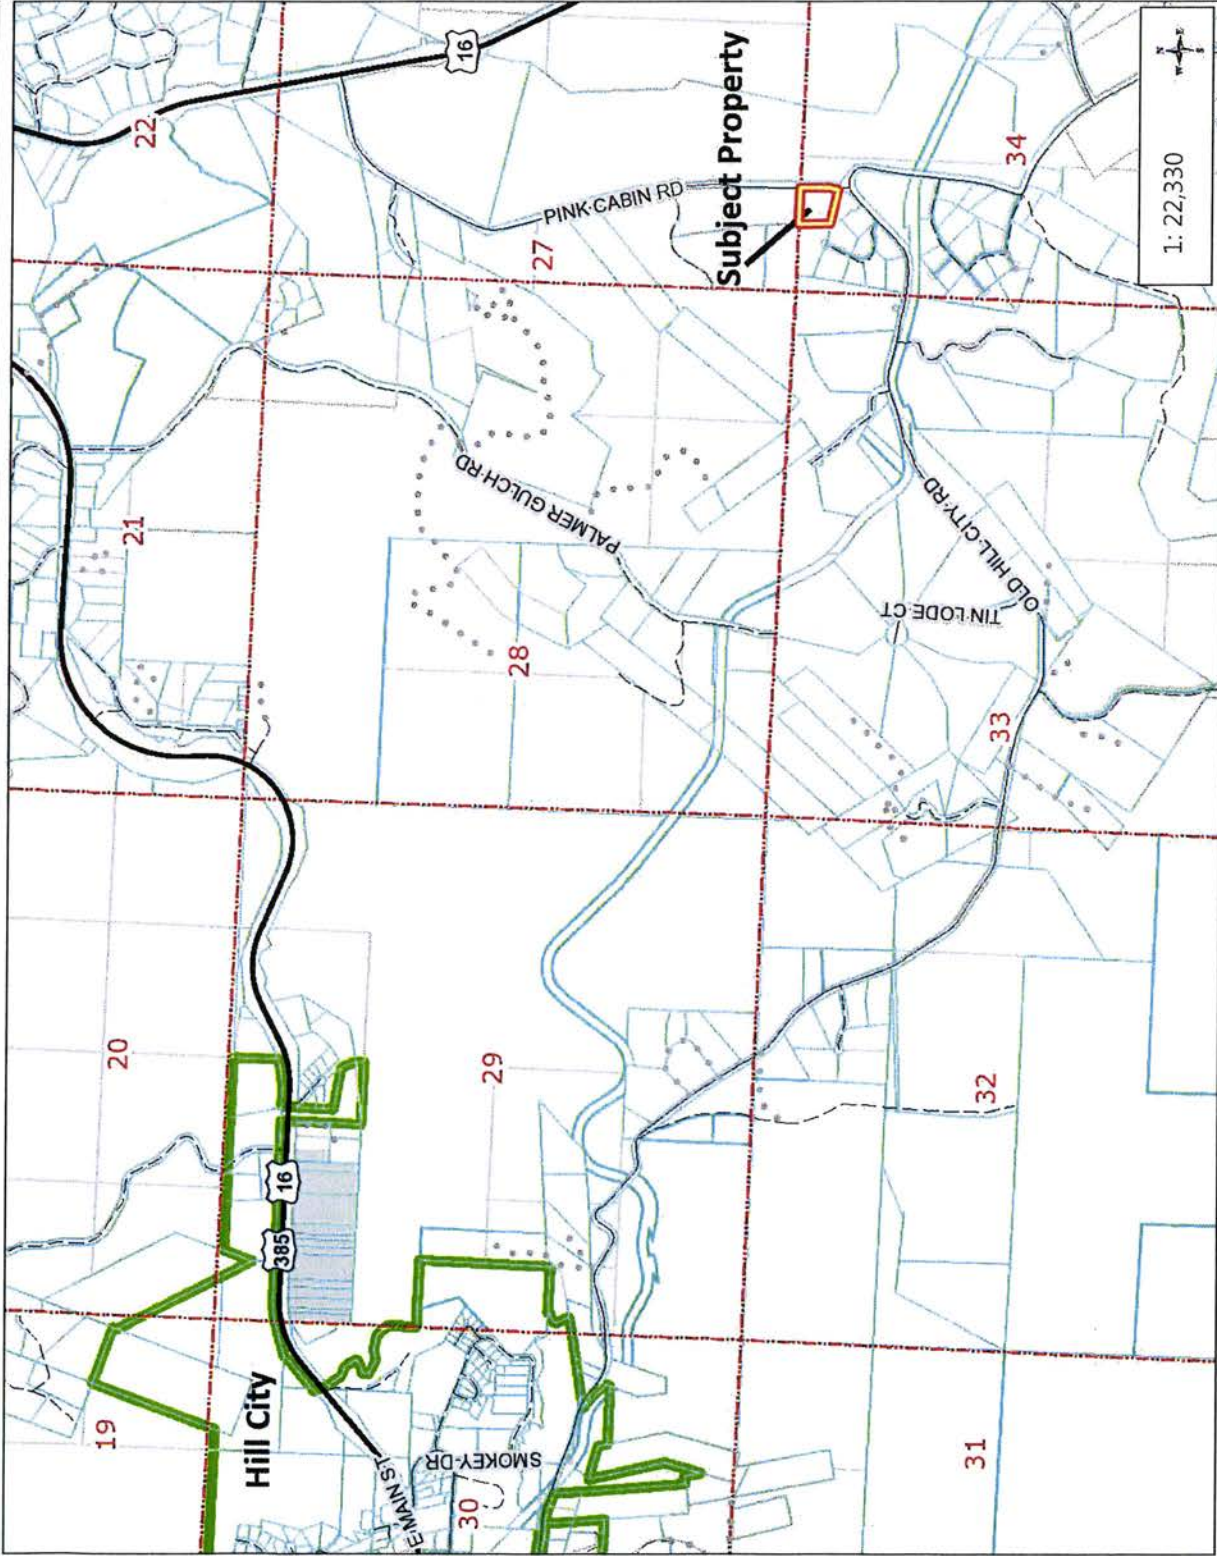 22
16
21
20
19
Hill City
385
16
27
PINK CABIN RD
Subject Property
PALMER GULCH RD
28
29
E MAIN ST
SMOKEY DR
30
34
OLD HILL CITY RD
TIN LODE CT
33
32
31
1: 22,330
N
W
E
S